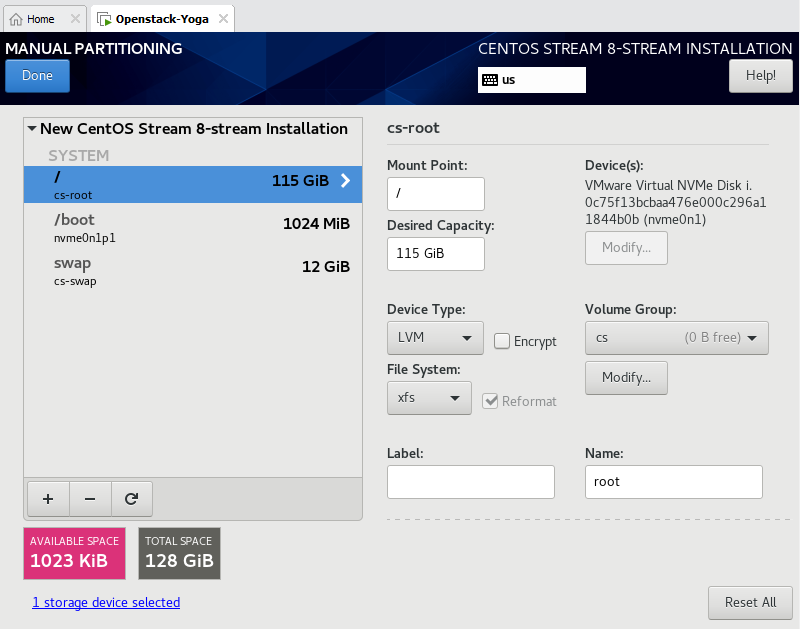 Home
Openstack-Yoga
MANUAL PARTITIONING
CENTOS STREAM 8-STREAM INSTALLATION
Done
us
Help!
New CentOS Stream 8-stream Installation
SYSTEM
/
115 GiB
cs-root
/boot
1024 MiB
nvme0n1p1
swap
12 GiB
cs-swap
+
−
AVAILABLE SPACE
1023 KiB
TOTAL SPACE
128 GiB
1 storage device selected
cs-root
Mount Point:
/
Desired Capacity:
115 GiB
Device(s):
VMware Virtual NVMe Disk i.
0c75f13bcbaa476e000c296a1
1844b0b (nvme0n1)
Modify...
Device Type:
LVM
Encrypt
Volume Group:
cs (0 B free)
Modify...
File System:
xfs
Reformat
Label:
Name:
root
Reset All